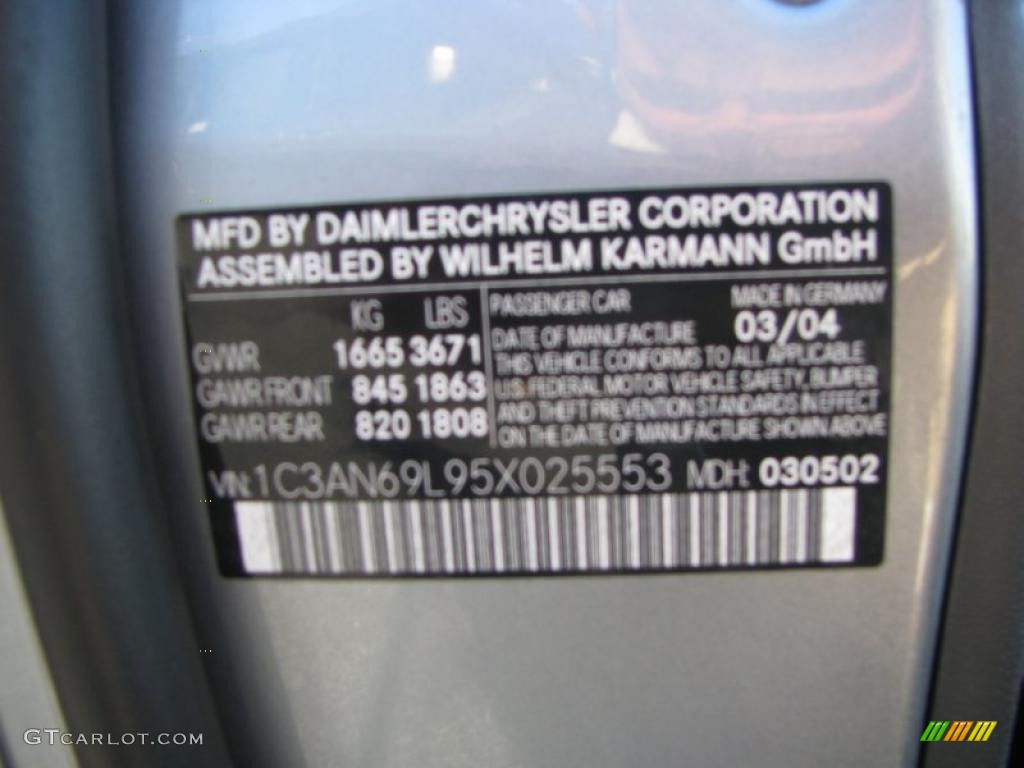 MFD BY DAIMLERCHRYSLER CORPORATION
ASSEMBLED BY WILHELM KARMANN GmbH
KG LBS
GVWR 1665 3671
GAWR FRONT 845 1863
GAWR REAR 820 1808
PASSENGER CAR MADE IN GERMANY
DATE OF MANUFACTURE 03/04
THIS VEHICLE CONFORMS TO ALL APPLICABLE
U.S. FEDERAL MOTOR VEHICLE SAFETY, BUMPER
AND THEFT PREVENTION STANDARDS IN EFFECT
ON THE DATE OF MANUFACTURE SHOWN ABOVE
VIN: 1C3AN69L95X025553 MDH: 030502
GTCARLOT.COM